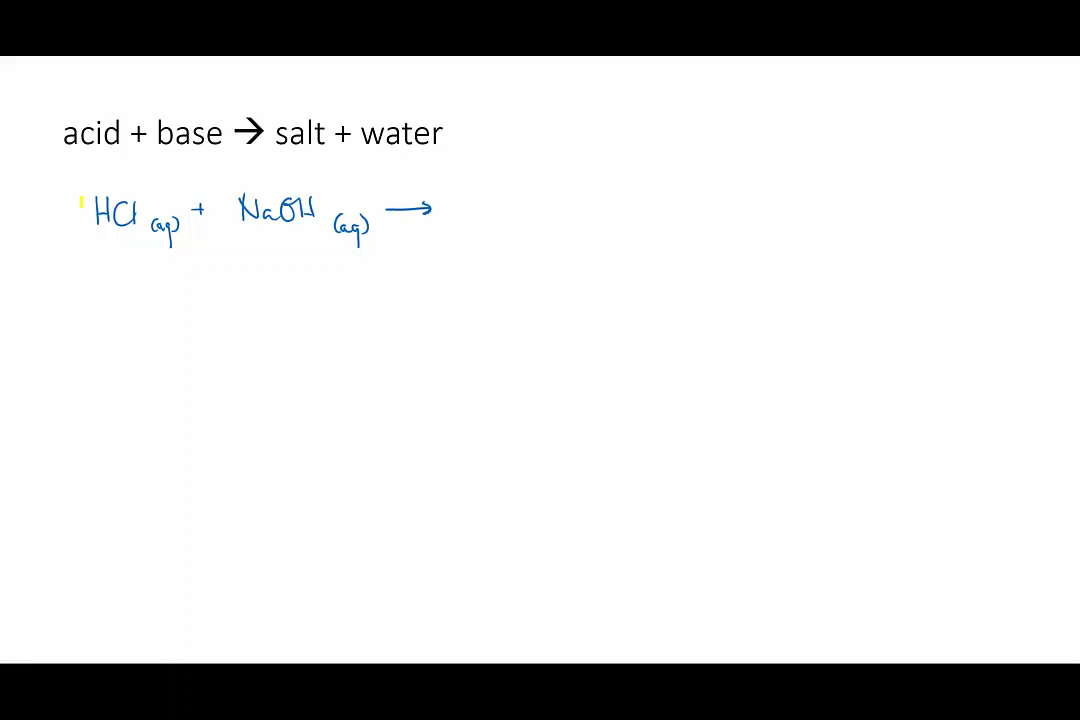 acid + base → salt + water
HCl (aq) + NaOH (aq) →